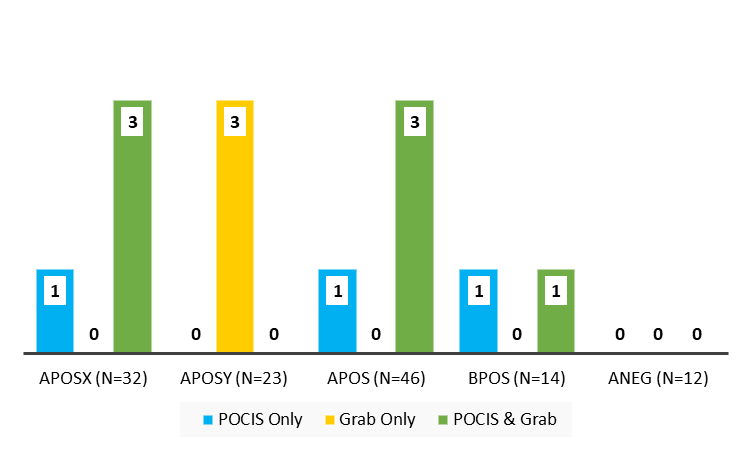 3 3 3
1 1 1 1
0 0 0 0 0 0 0 0
APOSX (N=32) APOSY (N=23) APOS (N=46) BPOS (N=14) ANEG (N=12)
POCIS Only Grab Only POCIS & Grab